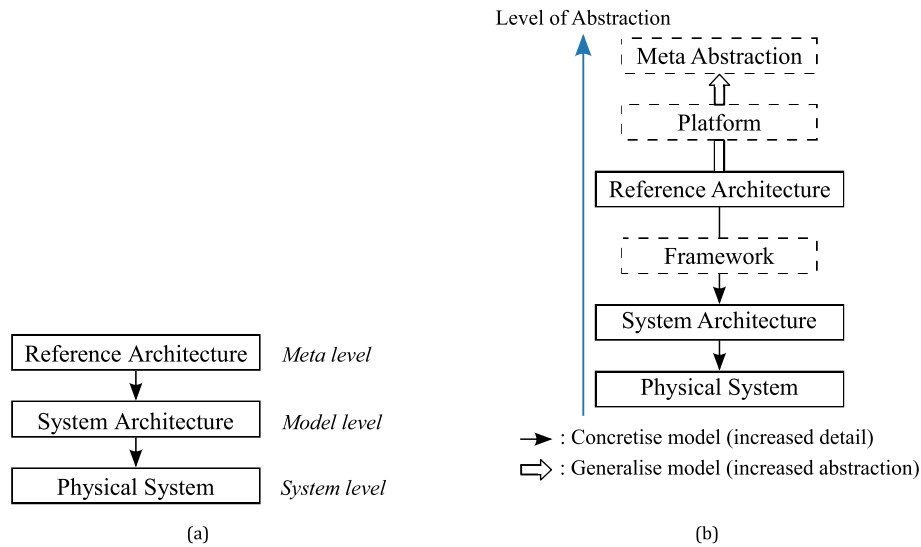 Reference Architecture
Meta level
System Architecture
Model level
Physical System
System level
(a)
Level of Abstraction
Meta Abstraction
Platform
Reference Architecture
Framework
System Architecture
Physical System
: Concretise model (increased detail)
: Generalise model (increased abstraction)
(b)